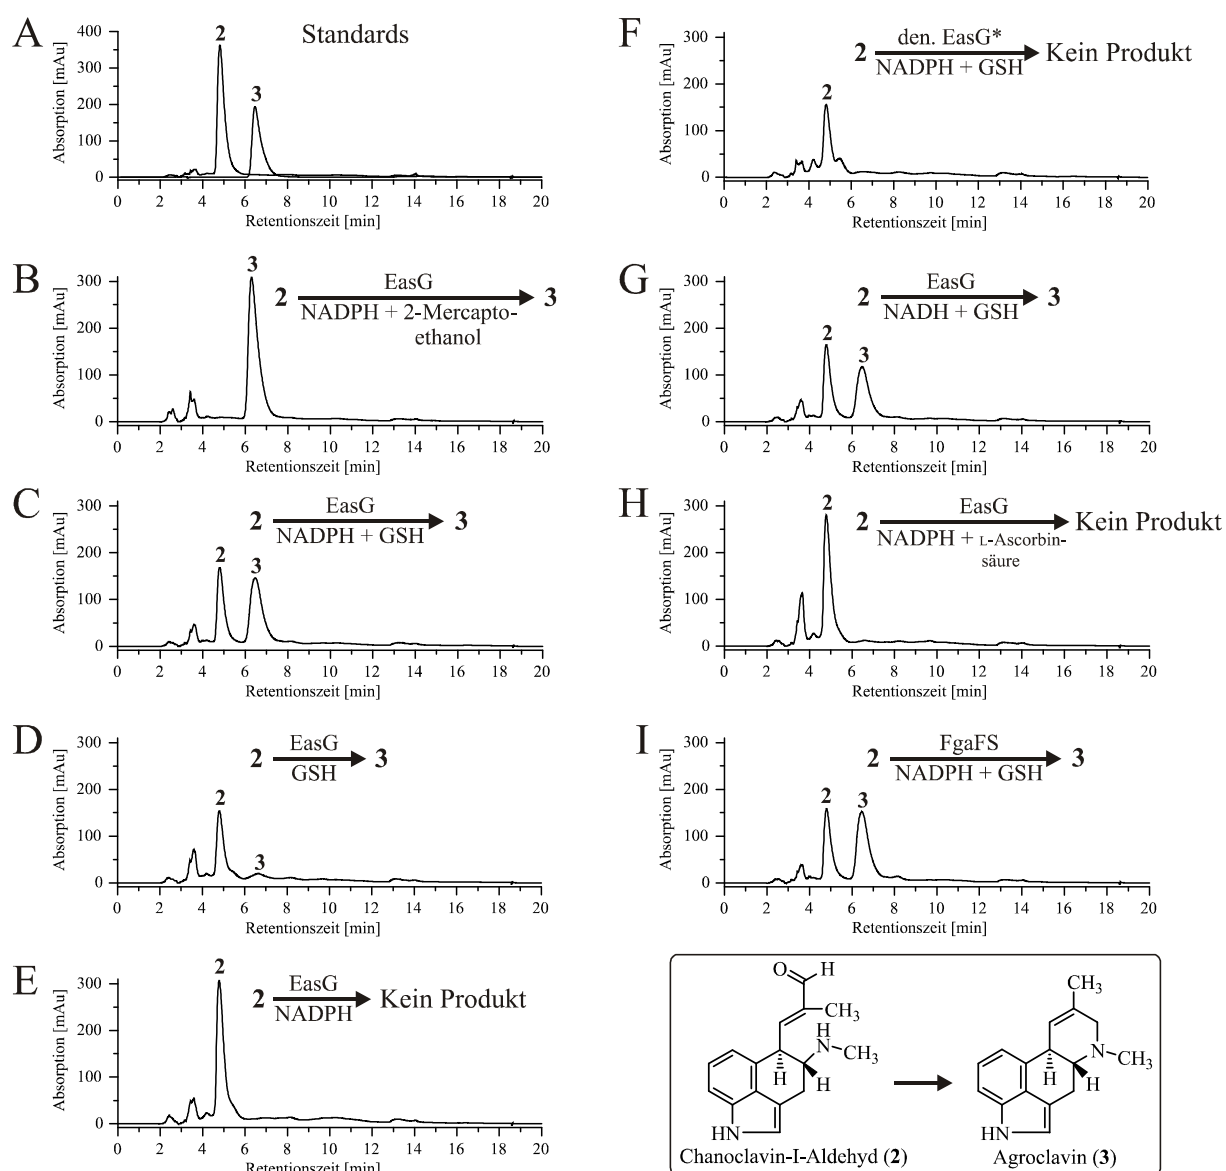 A
Standards
2
3
Absorption [mAu]
400
300
200
100
0
0 2 4 6 8 10 12 14 16 18 20
Retentionszeit [min]
B
3
2
EasG
NADPH + 2-Mercapto-
ethanol
3
Absorption [mAu]
300
200
100
0
0 2 4 6 8 10 12 14 16 18 20
Retentionszeit [min]
C
2
EasG
NADPH + GSH
3
2
3
Absorption [mAu]
300
200
100
0
0 2 4 6 8 10 12 14 16 18 20
Retentionszeit [min]
D
2
EasG
GSH
3
2
3
Absorption [mAu]
300
200
100
0
0 2 4 6 8 10 12 14 16 18 20
Retentionszeit [min]
E
2
2
EasG
NADPH
Kein Produkt
Absorption [mAu]
300
200
100
0
0 2 4 6 8 10 12 14 16 18 20
Retentionszeit [min]
F
2
den. EasG*
NADPH + GSH
Kein Produkt
2
Absorption [mAu]
300
200
100
0
0 2 4 6 8 10 12 14 16 18 20
Retentionszeit [min]
G
2
EasG
NADH + GSH
3
2
3
Absorption [mAu]
300
200
100
0
0 2 4 6 8 10 12 14 16 18 20
Retentionszeit [min]
H
2
2
EasG
NADPH + L-Ascorbin-
säure
Kein Produkt
Absorption [mAu]
300
200
100
0
0 2 4 6 8 10 12 14 16 18 20
Retentionszeit [min]
I
2
FgaFS
NADPH + GSH
3
2
3
Absorption [mAu]
300
200
100
0
0 2 4 6 8 10 12 14 16 18 20
Retentionszeit [min]
O
H
CH3
H
N
CH3
H
H
HN
Chanoclavin-I-Aldehyd (2)
CH3
N
CH3
H
H
HN
Agroclavin (3)